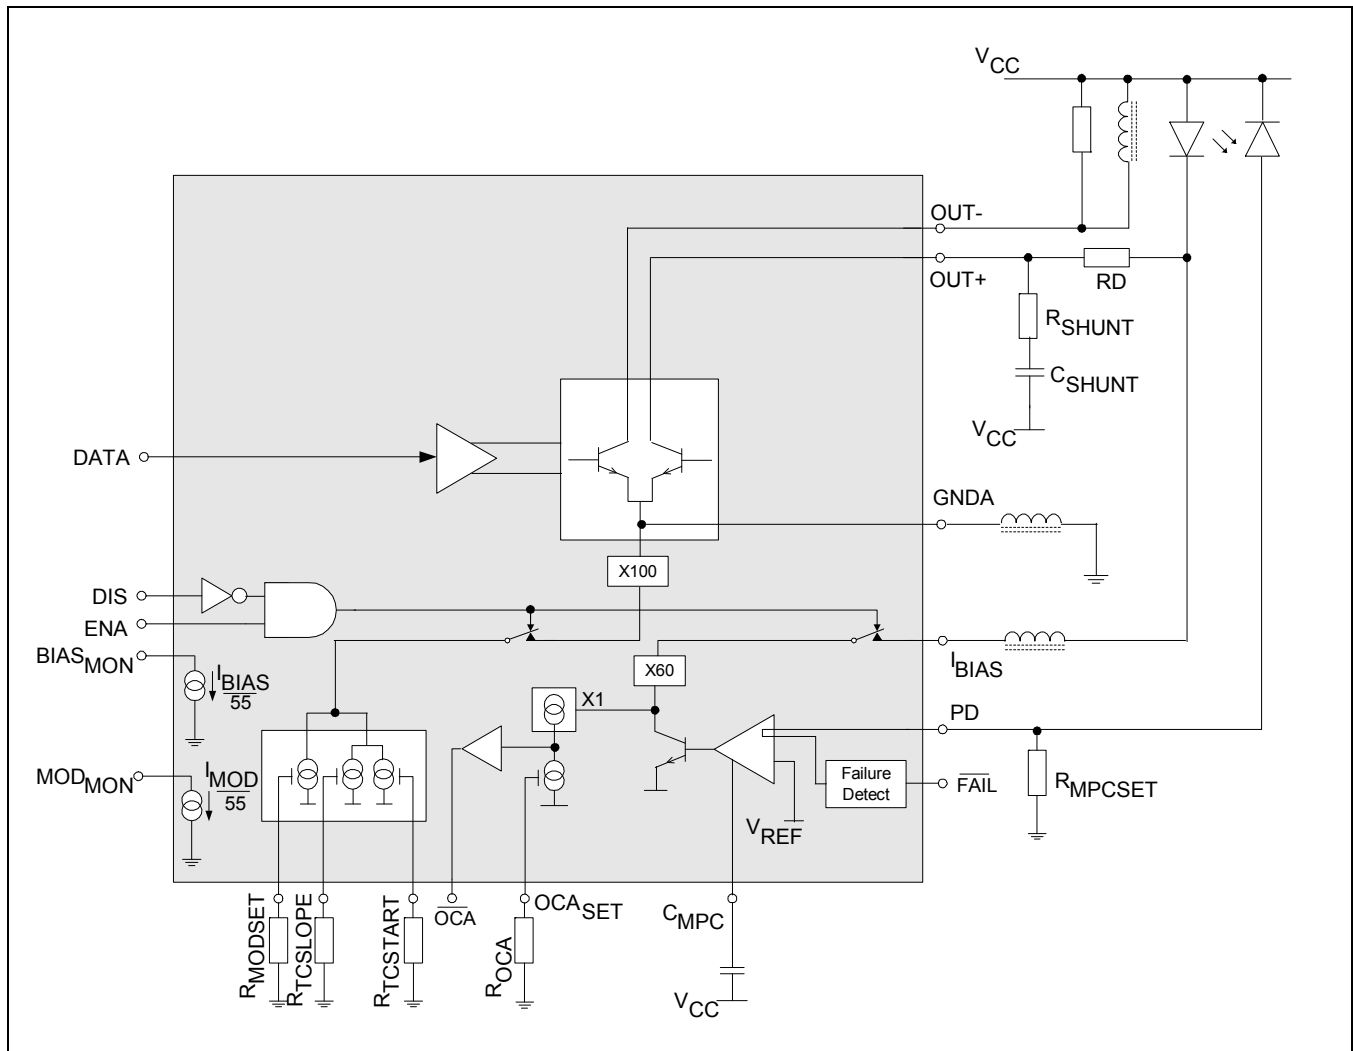 VCC
OUT-
OUT+
RD
RSHUNT
CSHUNT
VCC
DATA
GNDA
X100
DIS
ENA
BIASMON
IBIAS
55
X60
IBIAS
X1
PD
MODMON
IMOD
55
Failure
Detect
FAIL
RMPCSET
VREF
RMODSET
RTCSLOPE
RTCSTART
OCA
OCASET
ROCA
CMPC
VCC